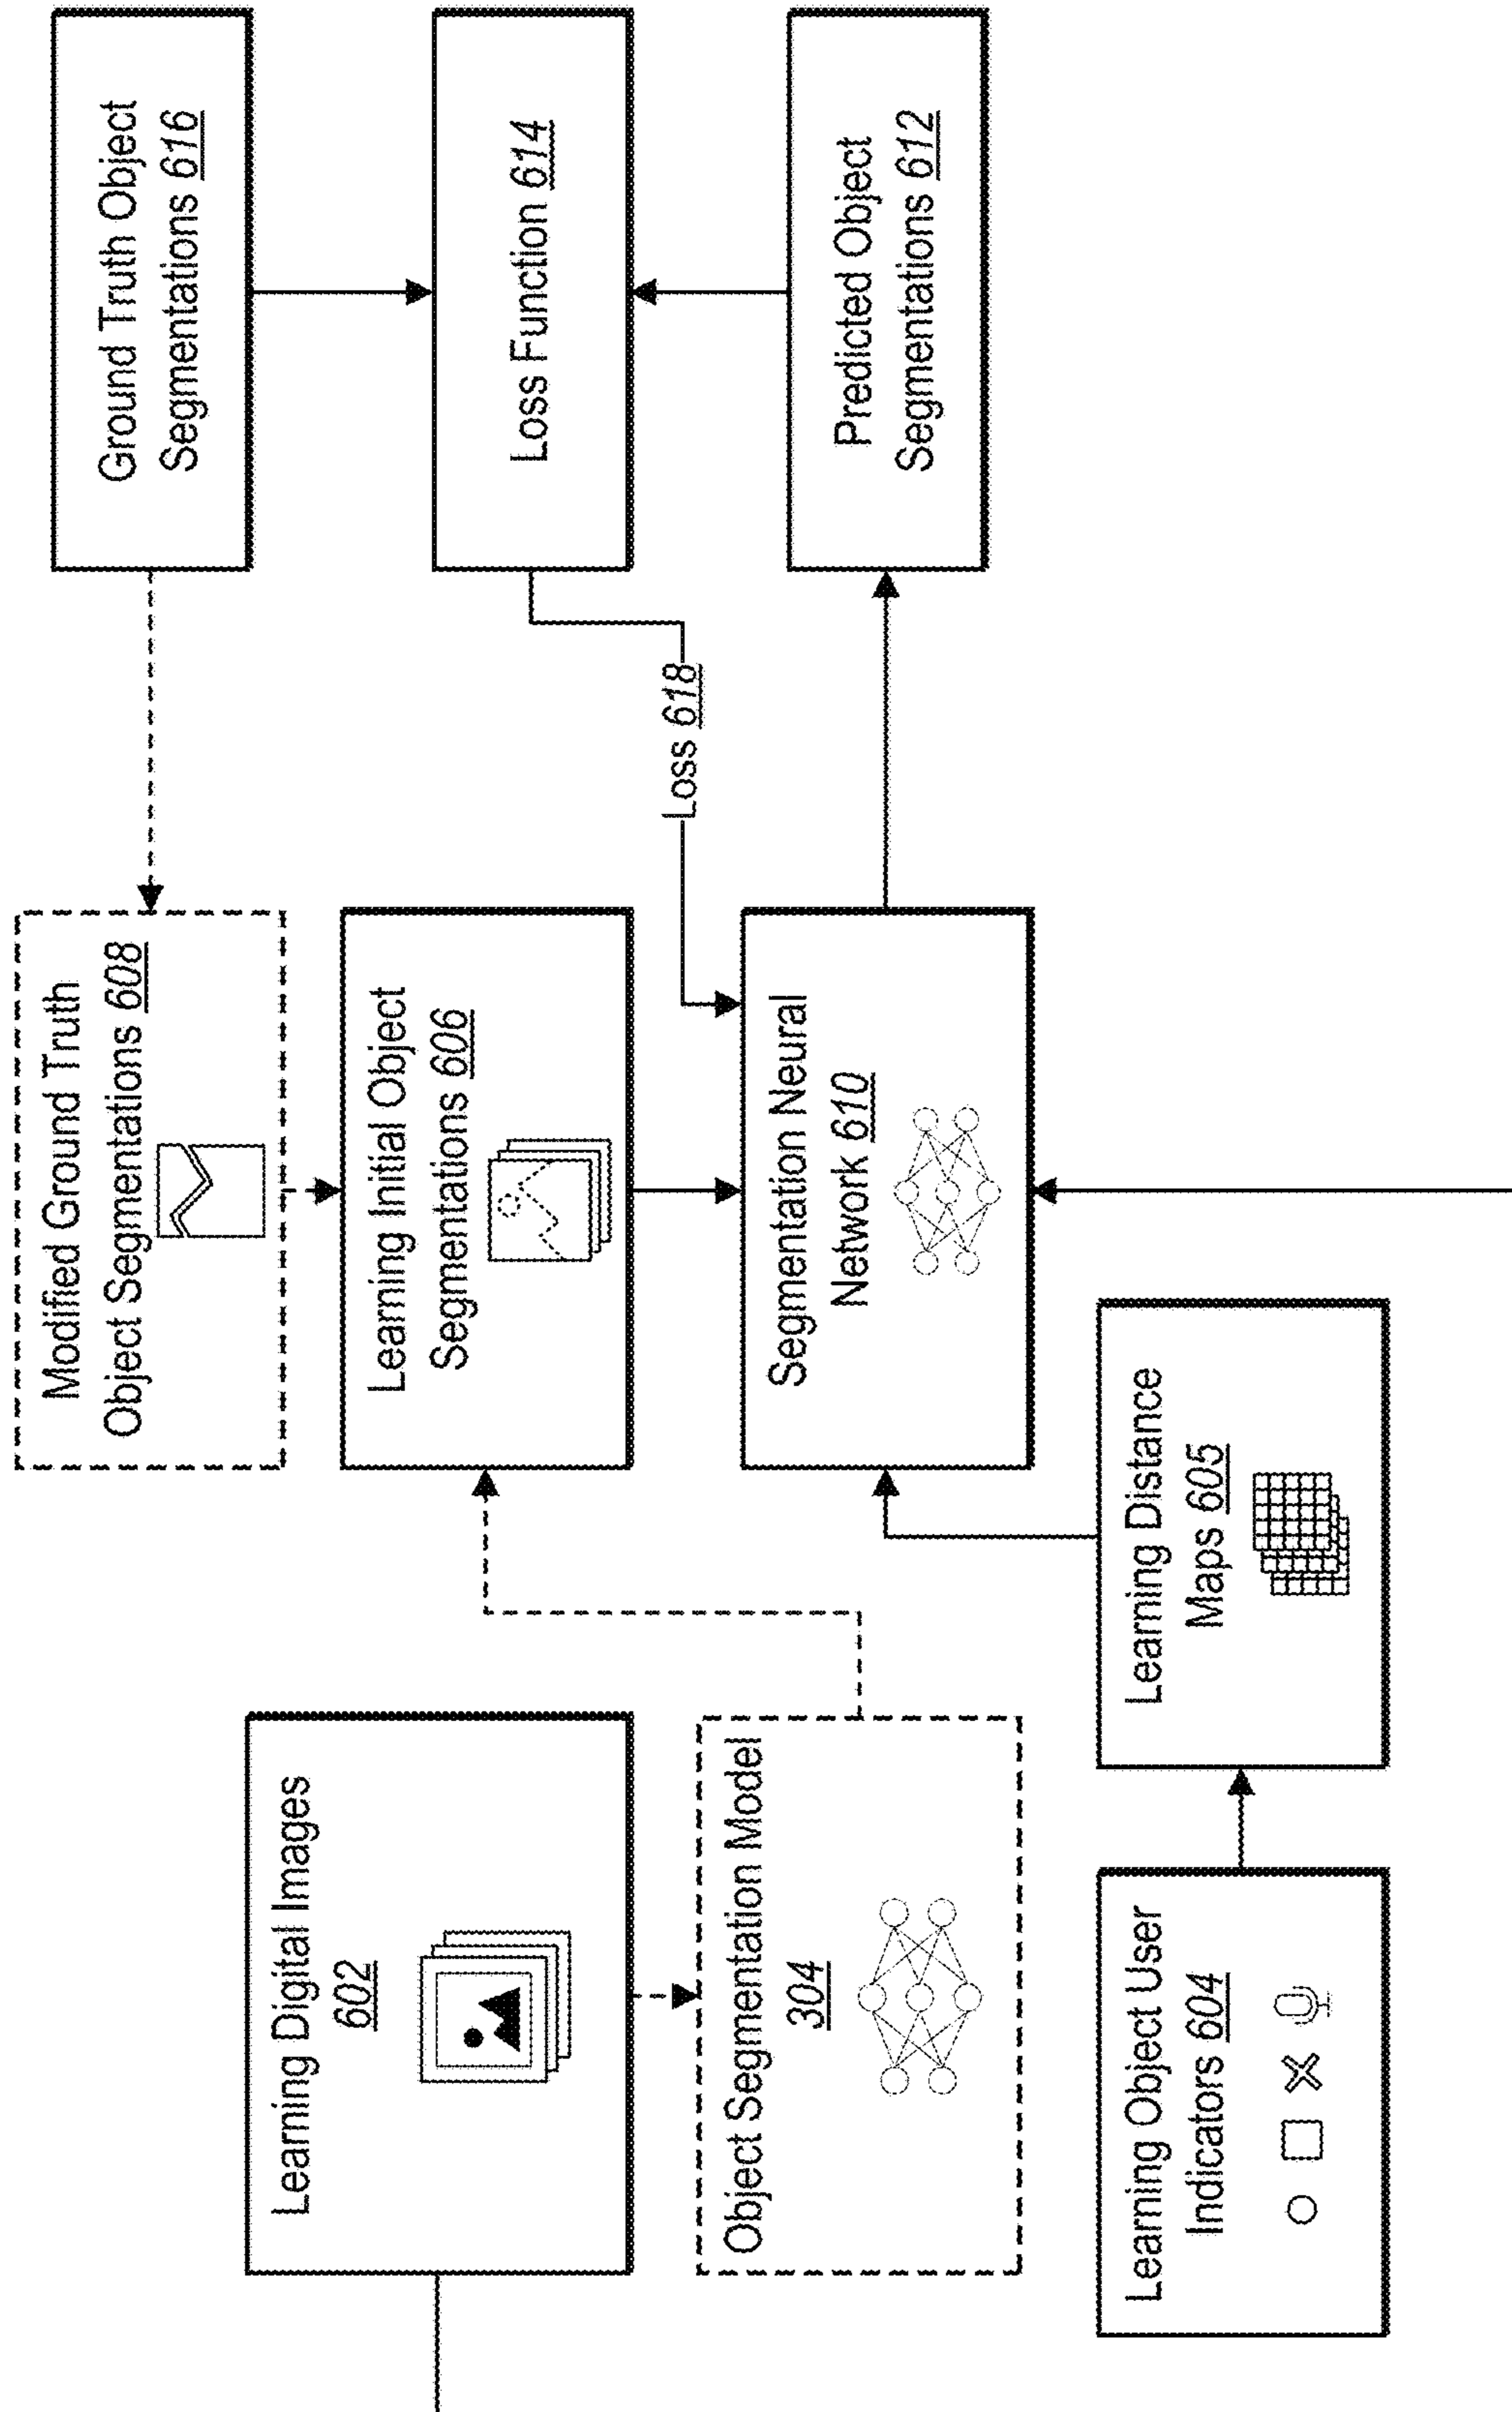 Modified Ground Truth
Object Segmentations 608
Ground Truth Object
Segmentations 616
Learning Digital Images
602
Learning Initial Object
Segmentations 606
Loss Function 614
Loss 618
Object Segmentation Model
304
Segmentation Neural
Network 610
Predicted Object
Segmentations 612
Learning Object User
Indicators 604
Learning Distance
Maps 605